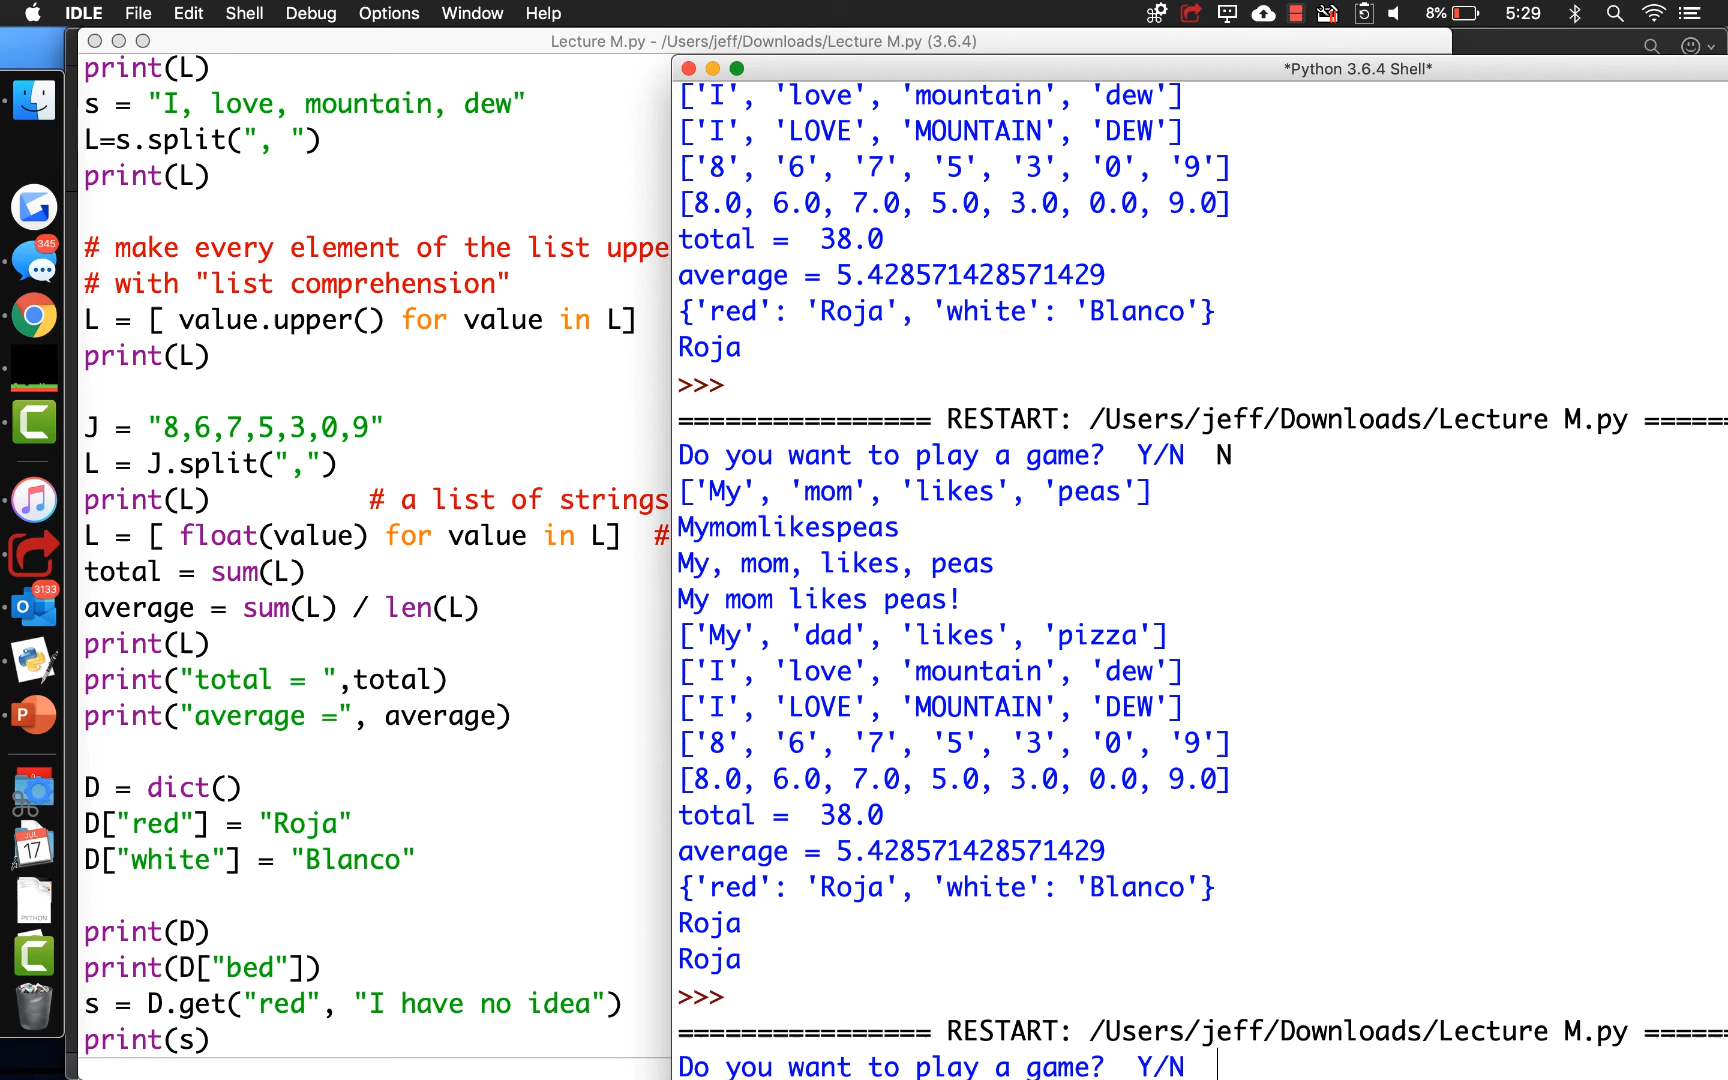 IDLE File Edit Shell Debug Options Window Help 8% 5:29
Lecture M.py - /Users/jeff/Downloads/Lecture M.py (3.6.4)
print(L)
s = "I, love, mountain, dew"
L=s.split(", ")
print(L)
# make every element of the list uppe
# with "list comprehension"
L = [ value.upper() for value in L]
print(L)
J = "8,6,7,5,3,0,9"
L = J.split(",")
print(L) # a list of strings
L = [ float(value) for value in L] #
total = sum(L)
average = sum(L) / len(L)
print(L)
print("total = ",total)
print("average =", average)
D = dict()
D["red"] = "Roja"
D["white"] = "Blanco"
print(D)
print(D["bed"])
s = D.get("red", "I have no idea")
print(s)
*Python 3.6.4 Shell*
['I', 'love', 'mountain', 'dew']
['I', 'LOVE', 'MOUNTAIN', 'DEW']
['8', '6', '7', '5', '3', '0', '9']
[8.0, 6.0, 7.0, 5.0, 3.0, 0.0, 9.0]
total =  38.0
average = 5.428571428571429
{'red': 'Roja', 'white': 'Blanco'}
Roja
>>>
================ RESTART: /Users/jeff/Downloads/Lecture M.py ======
Do you want to play a game?  Y/N  N
['My', 'mom', 'likes', 'peas']
Mymomlikespeas
My, mom, likes, peas
My mom likes peas!
['My', 'dad', 'likes', 'pizza']
['I', 'love', 'mountain', 'dew']
['I', 'LOVE', 'MOUNTAIN', 'DEW']
['8', '6', '7', '5', '3', '0', '9']
[8.0, 6.0, 7.0, 5.0, 3.0, 0.0, 9.0]
total =  38.0
average = 5.428571428571429
{'red': 'Roja', 'white': 'Blanco'}
Roja
Roja
>>>
================ RESTART: /Users/jeff/Downloads/Lecture M.py ======
Do you want to play a game?  Y/N
345
3133
P
JUL
17
PYTHON